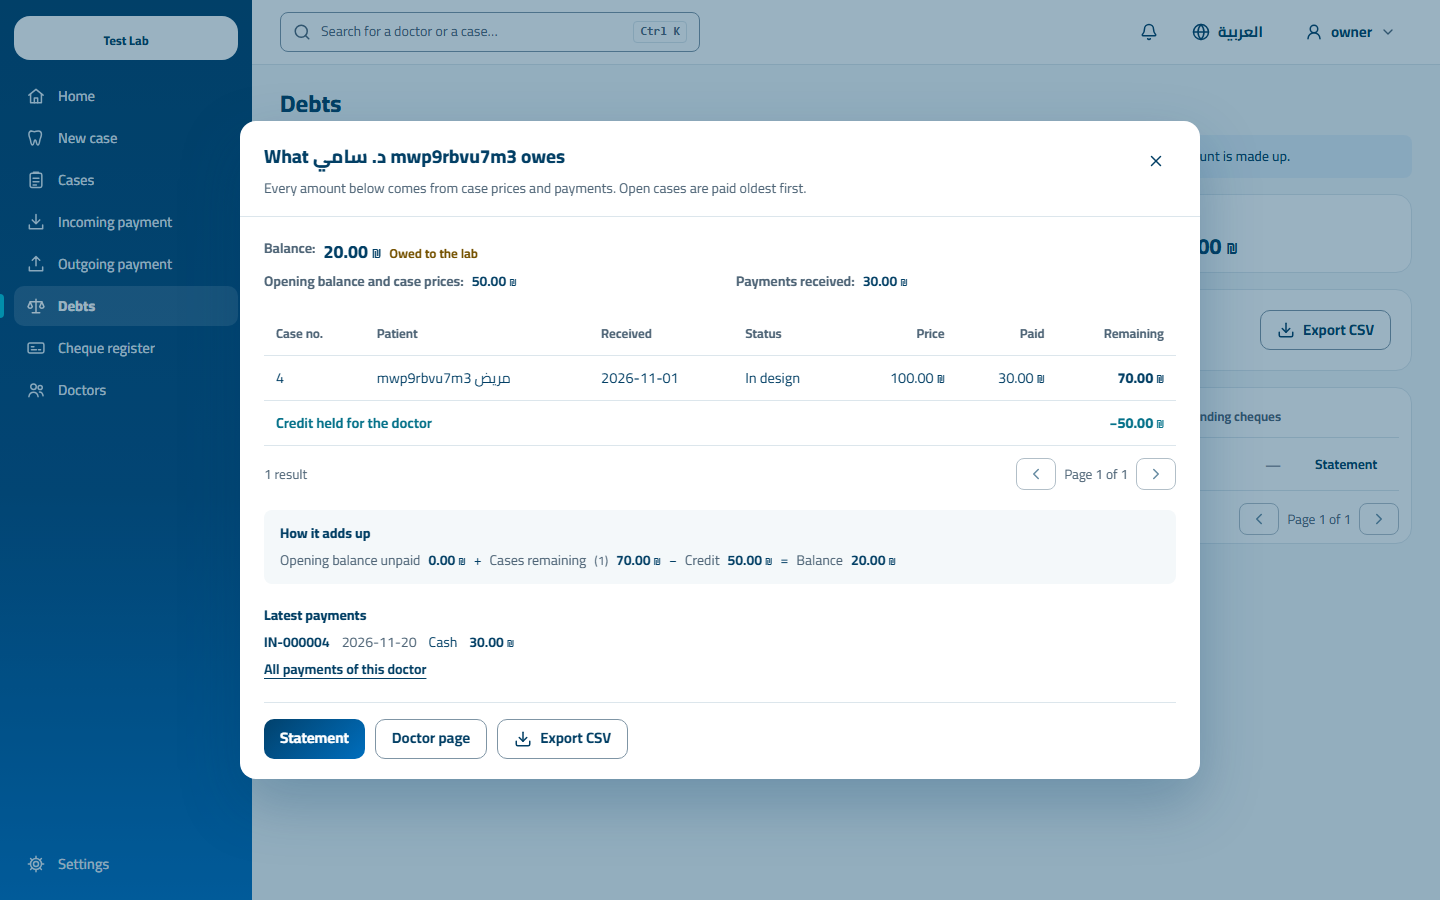 Test Lab
Search for a doctor or a case...
Ctrl K
العربية
owner
Home
New case
Cases
Incoming payment
Outgoing payment
Debts
Cheque register
Doctors
Settings
Debts
unt is made up.
00 ₪
Export CSV
nding cheques
— Statement
Page 1 of 1
What د. سامي mwp9rbvu7m3 owes
Every amount below comes from case prices and payments. Open cases are paid oldest first.
Balance: 20.00 ₪ Owed to the lab
Opening balance and case prices: 50.00 ₪ Payments received: 30.00 ₪
Case no. Patient Received Status Price Paid Remaining
4 مريض mwp9rbvu7m3 2026-11-01 In design 100.00 ₪ 30.00 ₪ 70.00 ₪
Credit held for the doctor −50.00 ₪
1 result Page 1 of 1
How it adds up
Opening balance unpaid 0.00 ₪ + Cases remaining (1) 70.00 ₪ − Credit 50.00 ₪ = Balance 20.00 ₪
Latest payments
IN-000004 2026-11-20 Cash 30.00 ₪
All payments of this doctor
Statement Doctor page Export CSV